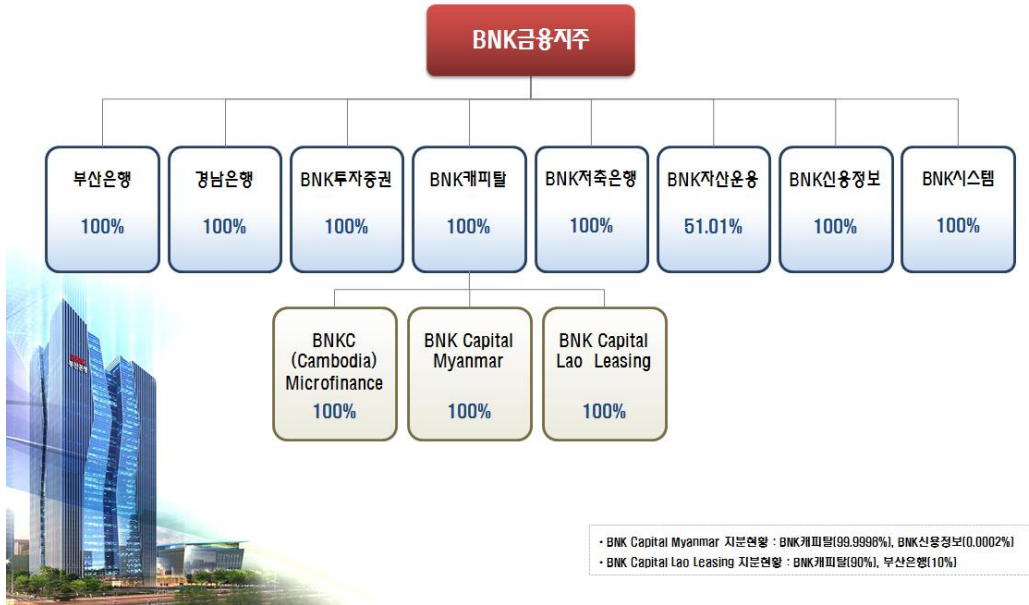 BNK금융지주
부산은행
100%
경남은행
100%
BNK투자증권
100%
BNK캐피탈
100%
BNK저축은행
100%
BNK자산운용
51.01%
BNK신용정보
100%
BNK시스템
100%
BNKC
(Cambodia)
Microfinance
100%
BNK Capital
Myanmar
100%
BNK Capital
Lao Leasing
100%
부산은행
· BNK Capital Myanmar 지분현황 : BNK캐피탈(99.9998%), BNK신용정보(0.0002%)
· BNK Capital Lao Leasing 지분현황 : BNK캐피탈(90%), 부산은행(10%)